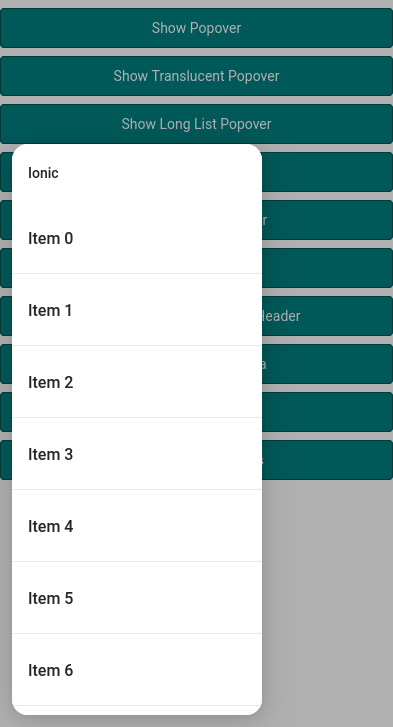 Show Popover
Show Translucent Popover
Show Long List Popover
Ionic
Item 0
Item 1
Item 2
Item 3
Item 4
Item 5
Item 6